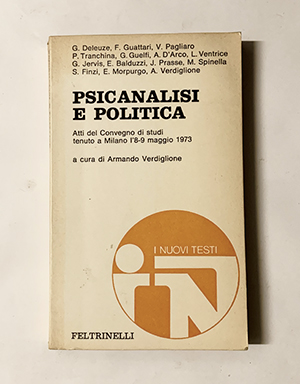 G. Deleuze, F. Guattari, V. Pagliaro
P. Tranchina, G. Guelfi, A. D'Arco, L. Ventrice
G. Jervis, E. Balduzzi, J. Prasse, M. Spinella
S. Finzi, E. Morpurgo, A. Verdiglione
PSICANALISI
E POLITICA
Atti del Convegno di studi
tenuto a Milano l'8-9 maggio 1973
a cura di Armando Verdiglione
I NUOVI TESTI
iN
FELTRINELLI